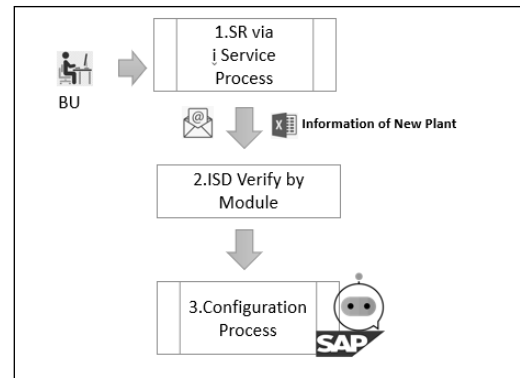 1.SR via
i Service
Process
BU
@
X
Information of New Plant
2.ISD Verify by
Module
3.Configuration
Process
SAP